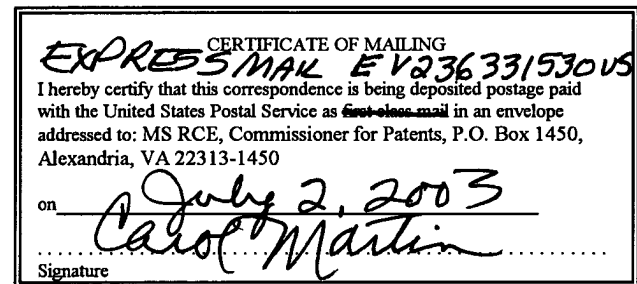 CERTIFICATE OF MAILING
EXPRESS MAIL EV236331530US
I hereby certify that this correspondence is being deposited postage paid
with the United States Postal Service as first class mail in an envelope
addressed to: MS RCE, Commissioner for Patents, P.O. Box 1450,
Alexandria, VA 22313-1450
on July 2, 2003
Carol Martin
Signature